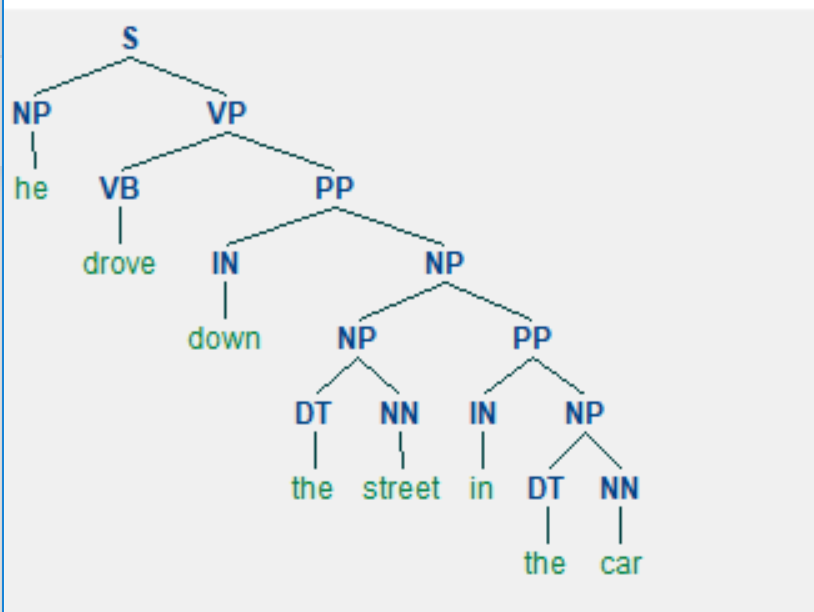 S
NP VP
he VB PP
drove IN NP
down NP PP
DT NN IN NP
the street in DT NN
the car